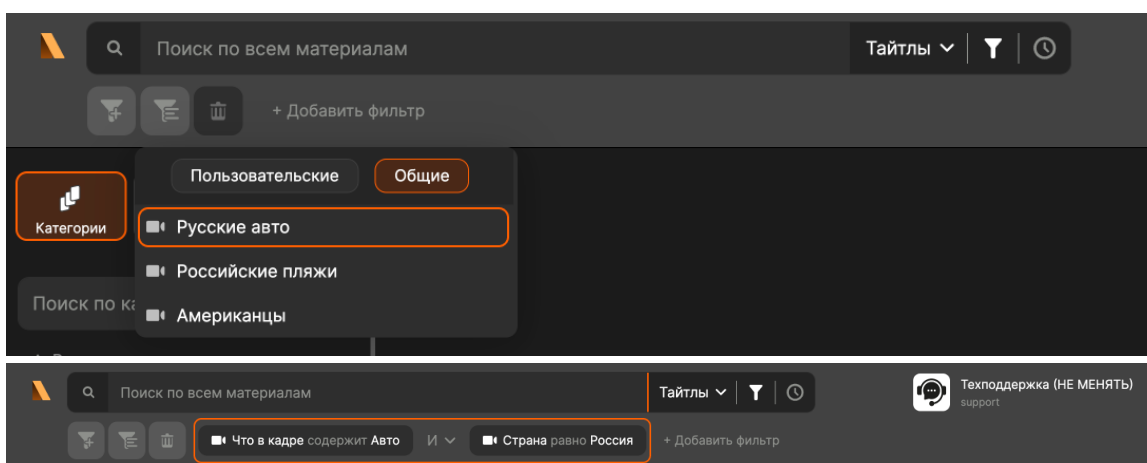 Поиск по всем материалам Тайтлы
+ Добавить фильтр
Пользовательские Общие
Категории
Русские авто
Российские пляжи
Поиск по ка
Американцы
Поиск по всем материалам Тайтлы Техподдержка (НЕ МЕНЯТЬ)
support
Что в кадре содержит Авто И Страна равно Россия + Добавить фильтр